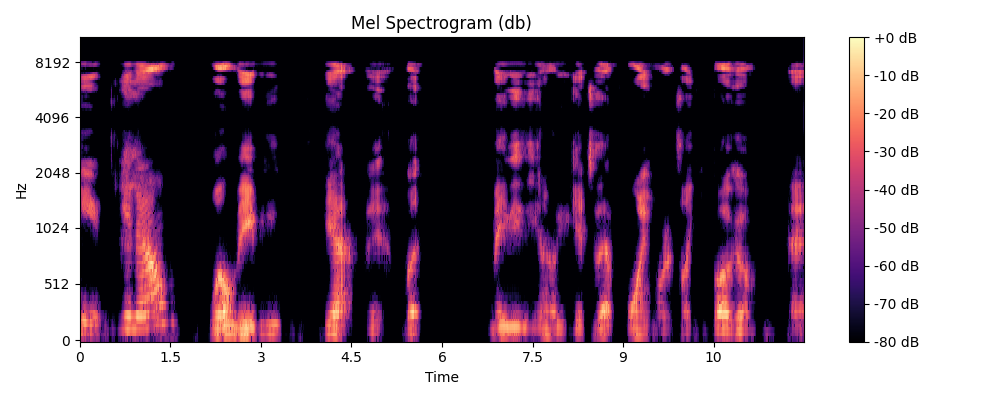 Mel Spectrogram (db)
8192
4096
2048
1024
512
0
Hz
0 1.5 3 4.5 6 7.5 9 10
Time
+0 dB
-10 dB
-20 dB
-30 dB
-40 dB
-50 dB
-60 dB
-70 dB
-80 dB